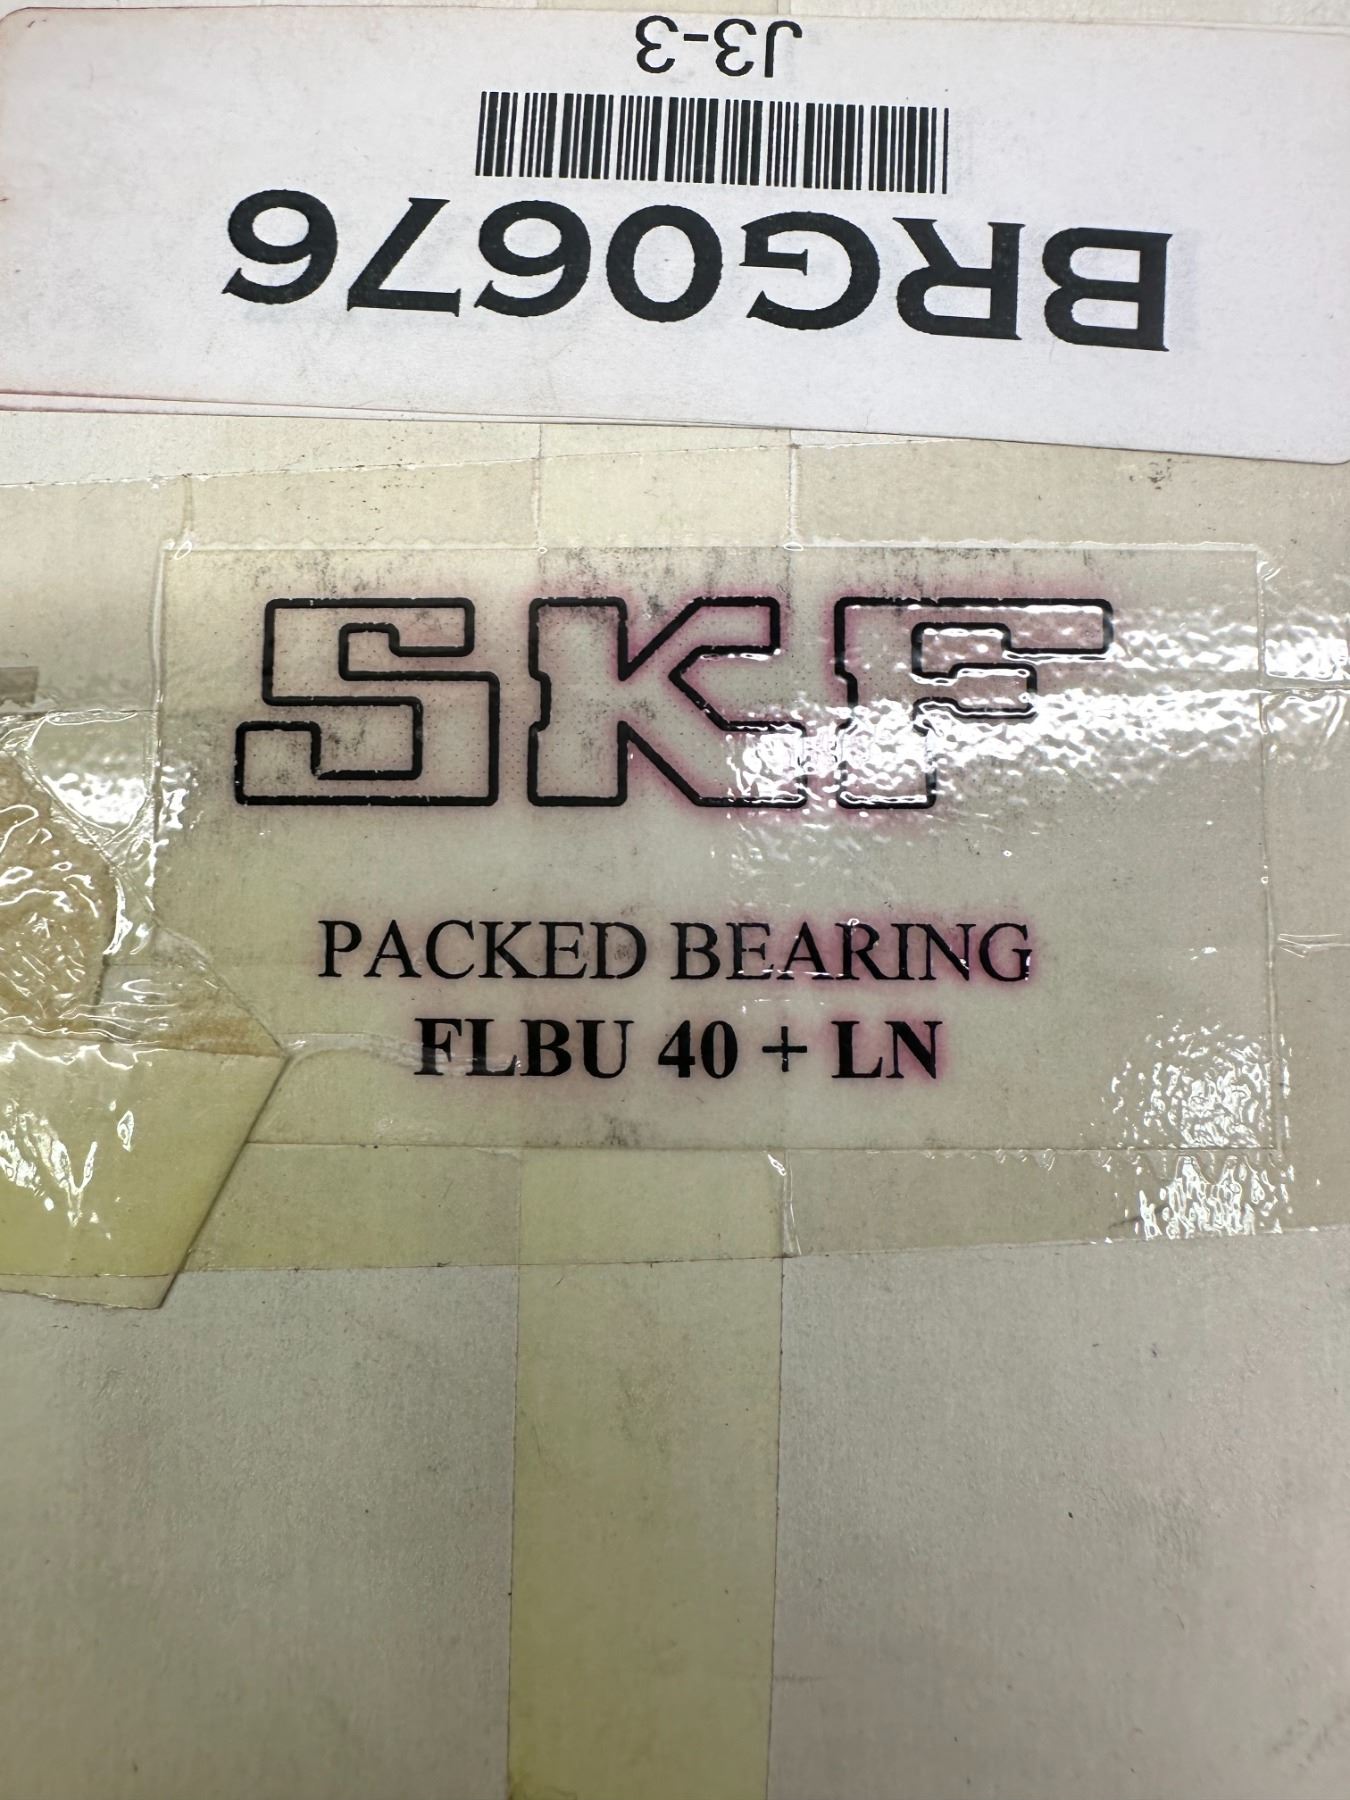 J3-3
BRG0676
SKF
PACKED BEARING
FLBU 40 + LN